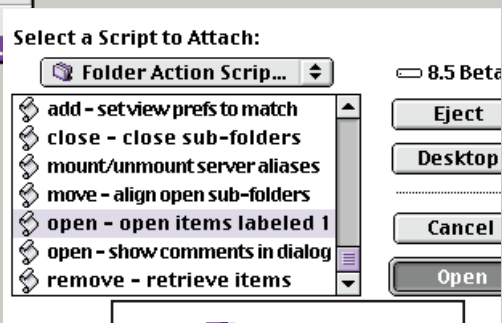 Select a Script to Attach:
Folder Action Scrip...
8.5 Beta
add - set view prefs to match
close - close sub-folders
mount/unmount server aliases
move - align open sub-folders
open - open items labeled 1
open - show comments in dialog
remove - retrieve items
Eject
Desktop
Cancel
Open